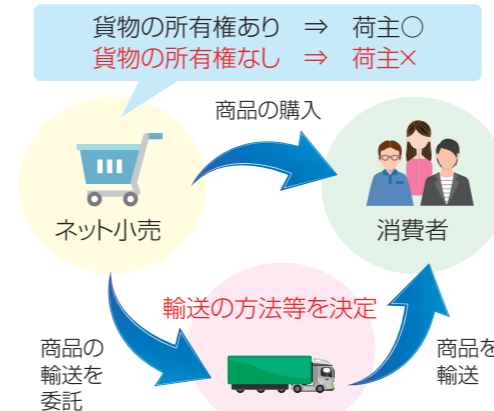 貨物の所有権あり ⇒ 荷主○
貨物の所有権なし ⇒ 荷主×
商品の購入
ネット小売
消費者
輸送の方法等を決定
商品の
輸送を
委託
商品を
輸送